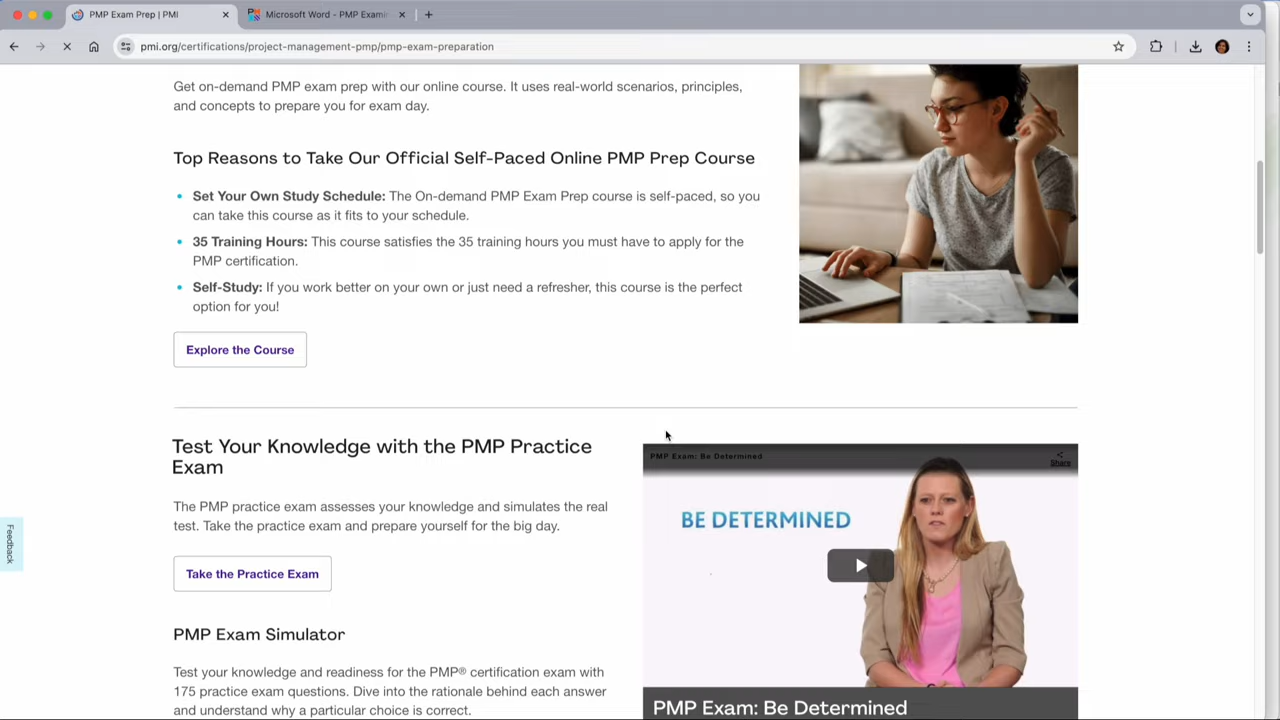 PMP Exam Prep | PMI
Microsoft Word - PMP Examin
pmi.org/certifications/project-management-pmp/pmp-exam-preparation
Get on-demand PMP exam prep with our online course. It uses real-world scenarios, principles,
and concepts to prepare you for exam day.
Top Reasons to Take Our Official Self-Paced Online PMP Prep Course
• Set Your Own Study Schedule: The On-demand PMP Exam Prep course is self-paced, so you
can take this course as it fits to your schedule.
• 35 Training Hours: This course satisfies the 35 training hours you must have to apply for the
PMP certification.
• Self-Study: If you work better on your own or just need a refresher, this course is the perfect
option for you!
Explore the Course
Test Your Knowledge with the PMP Practice
Exam
The PMP practice exam assesses your knowledge and simulates the real
test. Take the practice exam and prepare yourself for the big day.
Take the Practice Exam
PMP Exam Simulator
Test your knowledge and readiness for the PMP® certification exam with
175 practice exam questions. Dive into the rationale behind each answer
and understand why a particular choice is correct.
PMP Exam: Be Determined
Share
BE DETERMINED
PMP Exam: Be Determined
Feedback